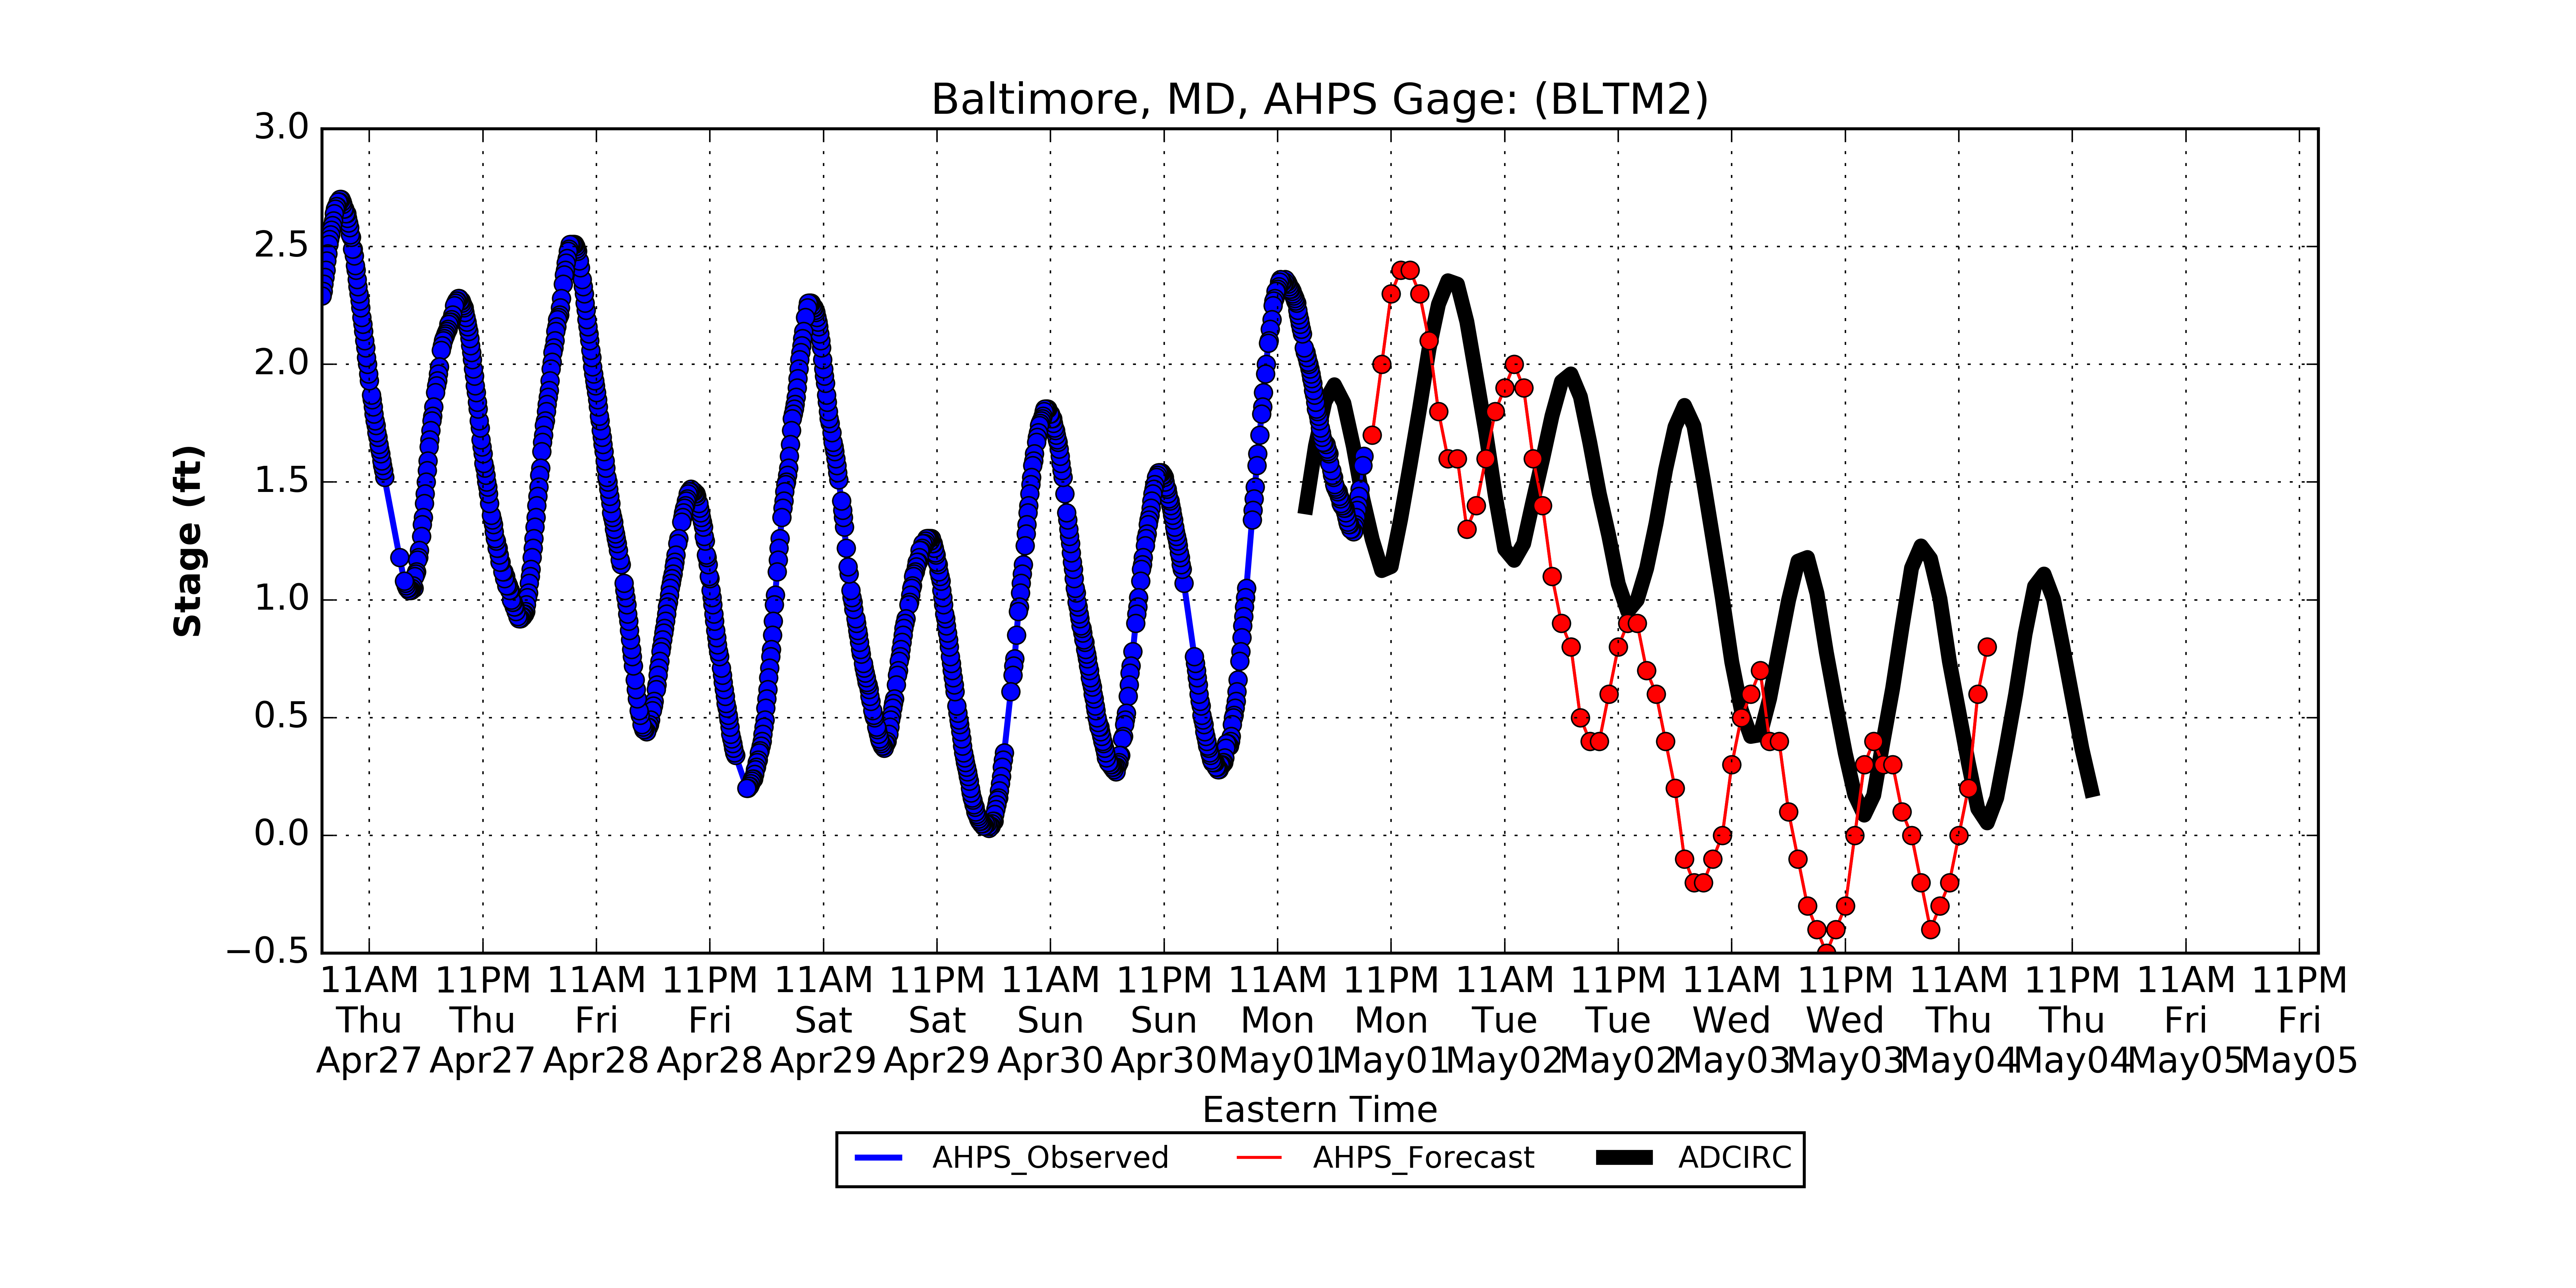 Baltimore, MD, AHPS Gage: (BLTM2)
3.0
2.5
2.0
1.5
1.0
0.5
0.0
−0.5
Stage (ft)
11AM 11PM 11AM 11PM 11AM 11PM 11AM 11PM 11AM 11PM 11AM 11PM 11AM 11PM 11AM 11PM 11AM 11PM
Thu Thu Fri Fri Sat Sat Sun Sun Mon Mon Tue Tue Wed Wed Thu Thu Fri Fri
Apr27 Apr27 Apr28 Apr28 Apr29 Apr29 Apr30 Apr30 May01 May01 May02 May02 May03 May03 May04 May04 May05 May05
Eastern Time
AHPS_Observed AHPS_Forecast ADCIRC